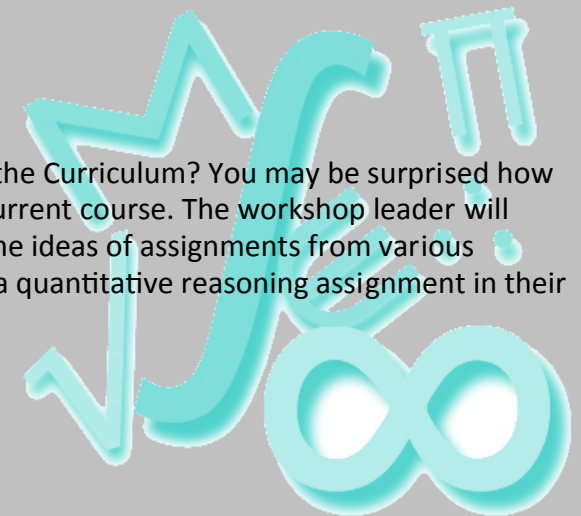 the Curriculum? You may be surprised how
urrent course. The workshop leader will
ne ideas of assignments from various
a quantitative reasoning assignment in their